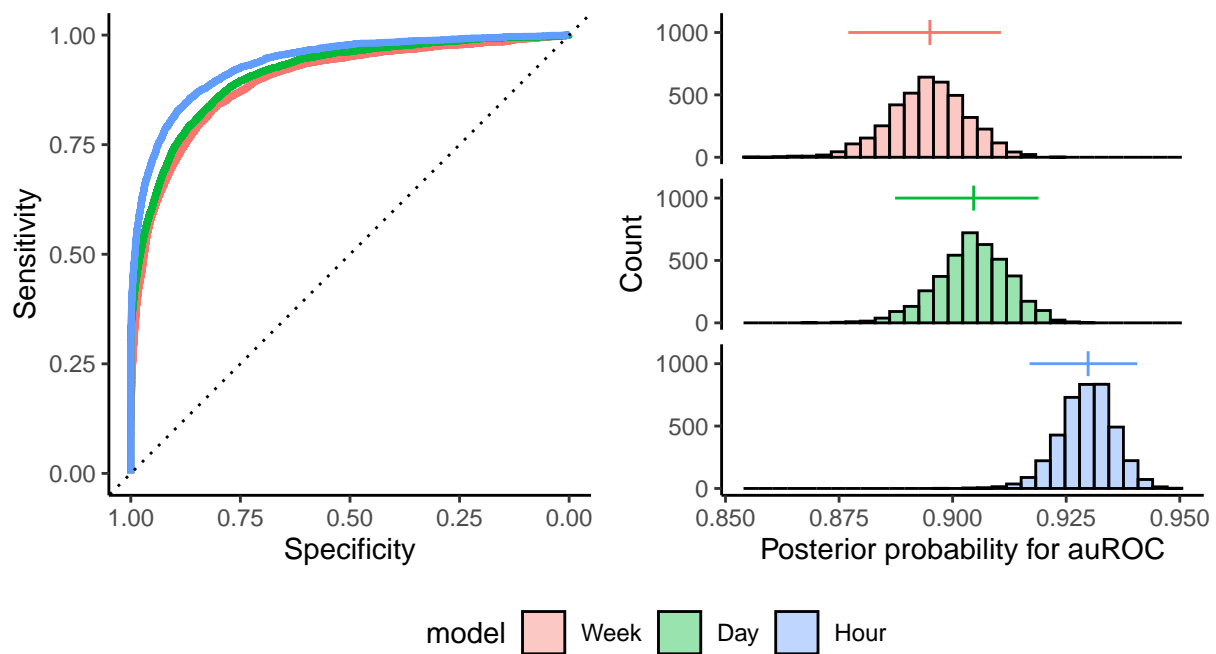 1.00
0.75
0.50
0.25
0.00
Sensitivity
1.00 0.75 0.50 0.25 0.00
Specificity
1000
500
0
1000
500
0
1000
500
0
Count
0.850 0.875 0.900 0.925 0.950
Posterior probability for auROC
model Week Day Hour